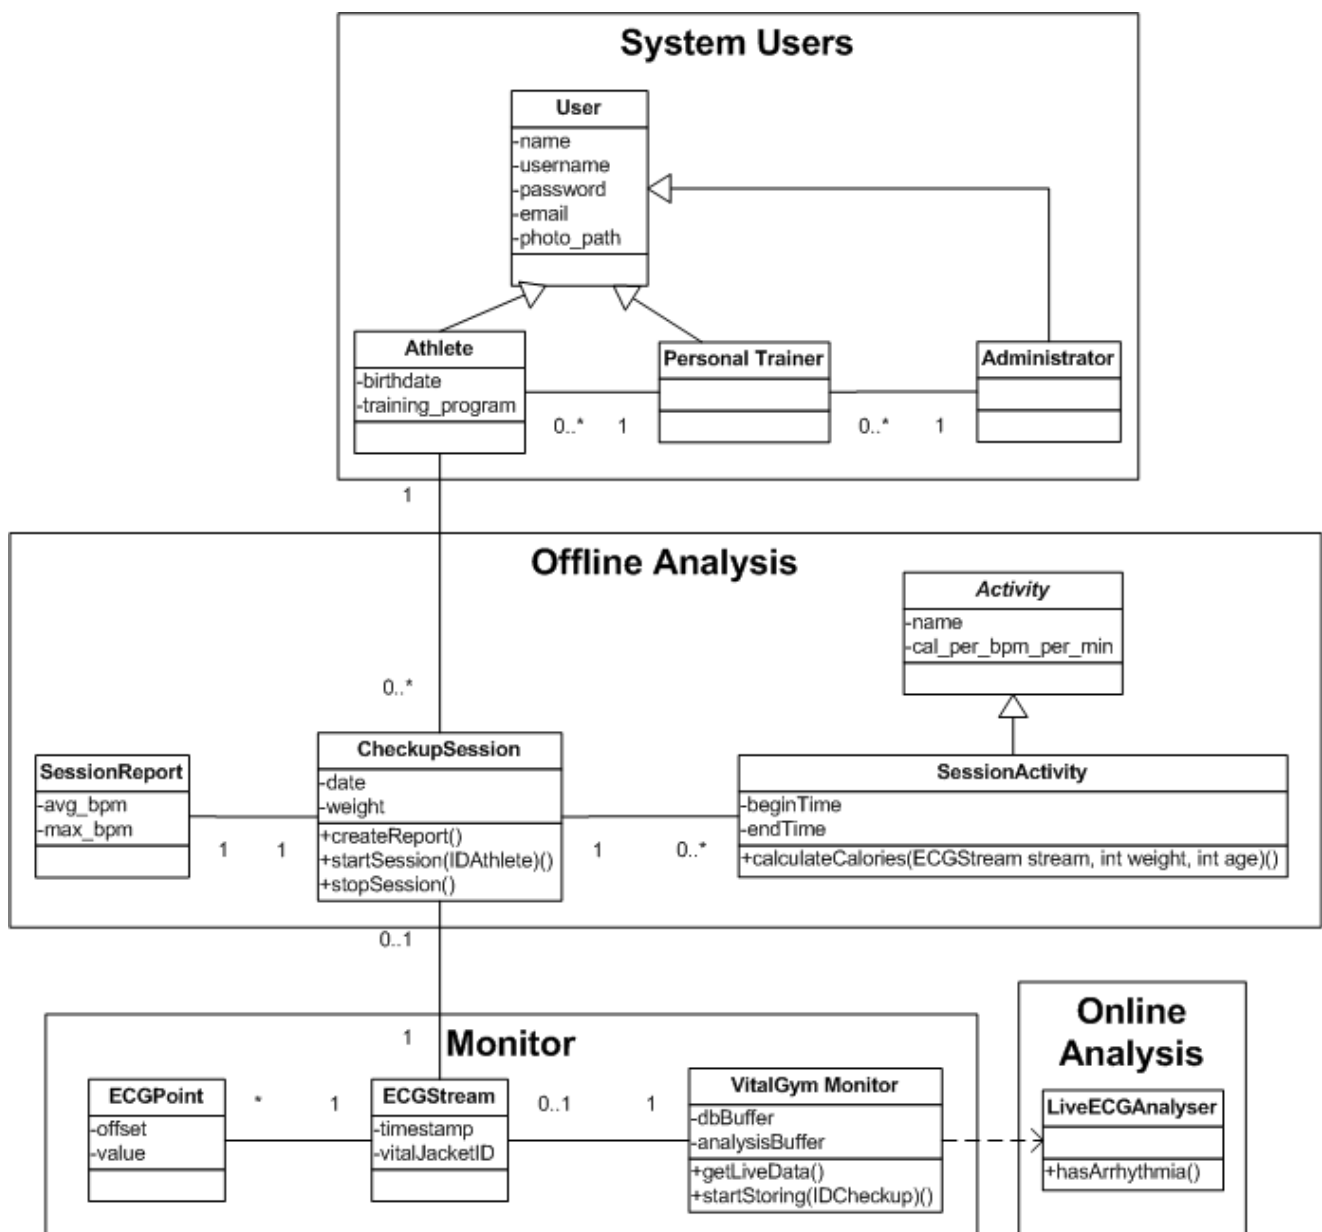 System Users
User
-name
-username
-password
-email
-photo_path
Athlete
-birthdate
-training_program
Personal Trainer
Administrator
0..*
1
0..*
1
1
Offline Analysis
Activity
-name
-cal_per_bpm_per_min
0..*
SessionReport
-avg_bpm
-max_bpm
1
1
CheckupSession
-date
-weight
+createReport()
+startSession(IDAthlete)()
+stopSession()
1
0..*
SessionActivity
-beginTime
-endTime
+calculateCalories(ECGStream stream, int weight, int age)()
0..1
1
Monitor
ECGPoint
-offset
-value
*
1
ECGStream
-timestamp
-vitalJacketID
0..1
1
VitalGym Monitor
-dbBuffer
-analysisBuffer
+getLiveData()
+startStoring(IDCheckup)()
Online
Analysis
LiveECGAnalyser
+hasArrhythmia()